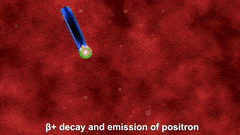 β+ decay and emission of positron